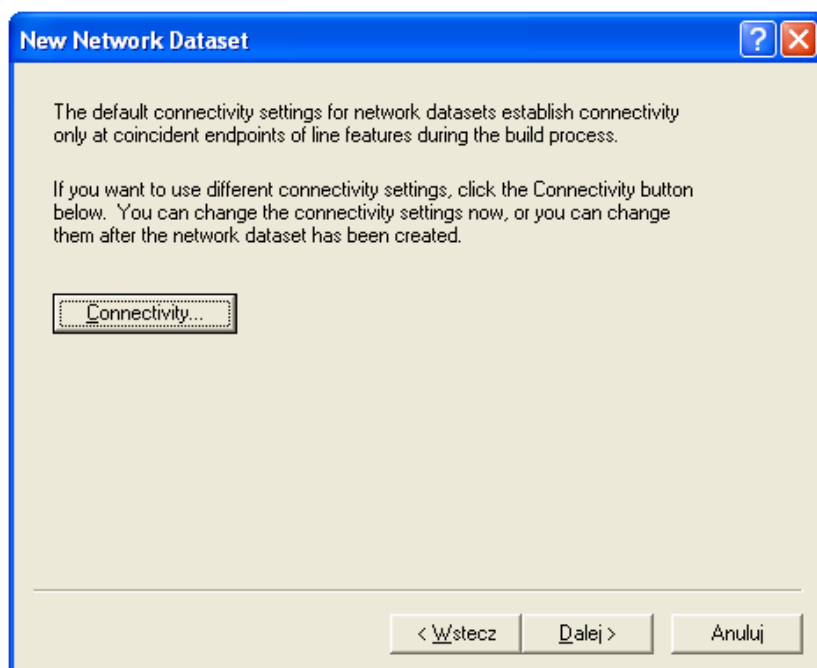 New Network Dataset
The default connectivity settings for network datasets establish connectivity
only at coincident endpoints of line features during the build process.
If you want to use different connectivity settings, click the Connectivity button
below. You can change the connectivity settings now, or you can change
them after the network dataset has been created.
Connectivity...
< Wstecz Dalej > Anuluj